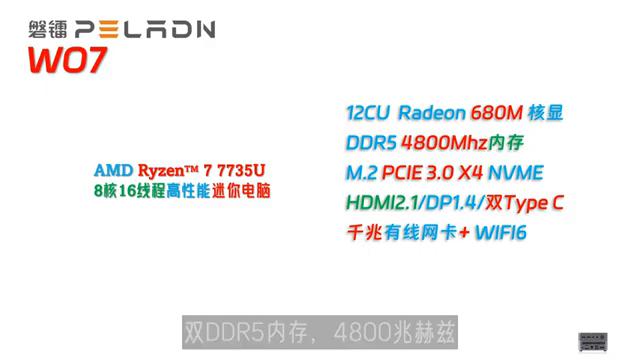 磐镭 PELADN
WO7
12CU Radeon 680M 核显
DDR5 4800Mhz内存
AMD Ryzen™ 7 7735U
M.2 PCIE 3.0 X4 NVME
8核16线程高性能迷你电脑
HDMI2.1/DP1.4/双Type C
千兆有线网卡+ WIFI6
双DDR5内存，4800兆赫兹